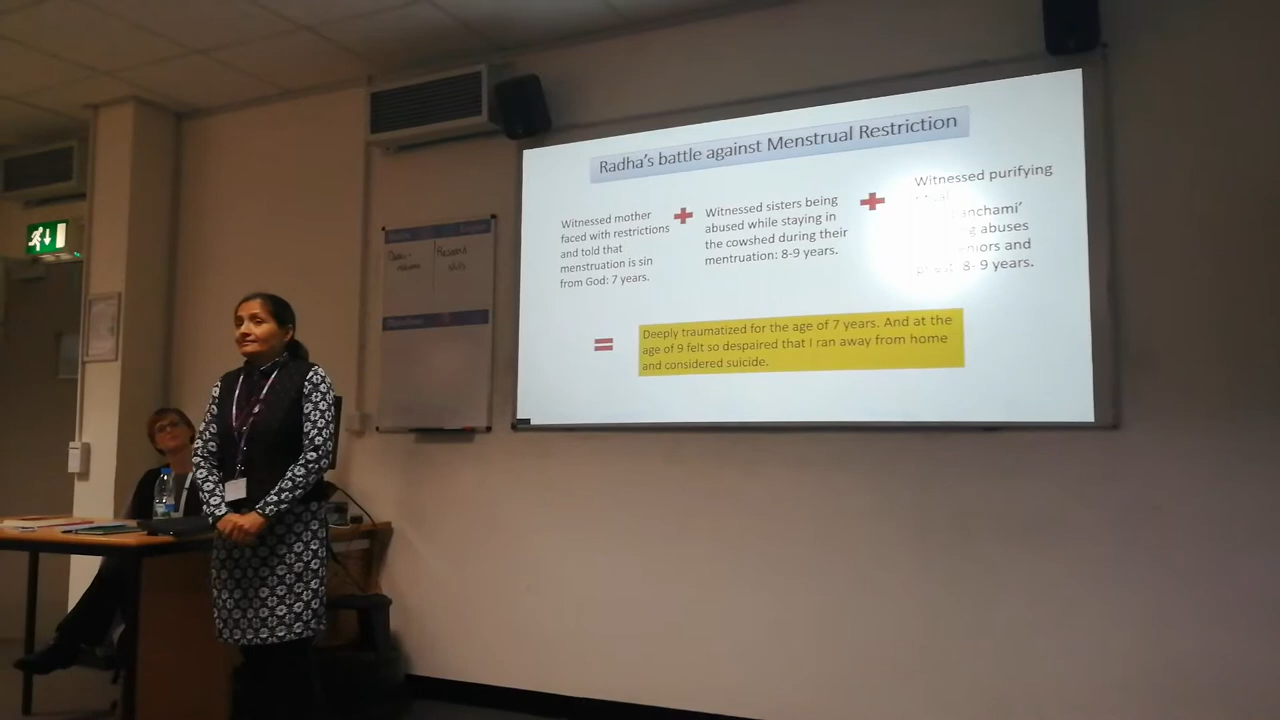 Radha's battle against Menstrual Restriction
Witnessed mother
faced with restrictions
and told that
menstruation is sin
from God: 7 years.
Witnessed sisters being
abused while staying in
the cowshed during their
mentruation: 8-9 years.
Witnessed purifying
anchami'
abuses
and
8- 9 years.
Deeply traumatized for the age of 7 years. And at the
age of 9 felt so despaired that I ran away from home
and considered suicide.
Research
skills